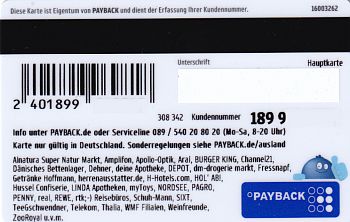 Diese Karte ist Eigentum von PAYBACK und dient der Erfassung Ihrer Kundennummer. 16003262
Unterschrift Hauptkarte
2 401899
308 342 Kundennummer 189 9
Info unter PAYBACK.de oder Serviceline 089 / 540 20 80 20 (Mo-Sa, 8-20 Uhr)
Karte nur gültig in Deutschland. Sonderregelungen siehe PAYBACK.de/ausland
Alnatura Super Natur Markt, Amplifon, Apollo-Optik, Aral, BURGER KING, Channel21,
Dänisches Bettenlager, Dehner, deine Apotheke, DEPOT, dm-drogerie markt, Fressnapf,
Getränke Hoffmann, herrenausstatter.de, H-Hotels.com, HOL' AB!,
Hussel Confiserie, LINDA Apotheken, myToys, NORDSEE, PAGRO,
PENNY, real, REWE, rtk;-) Reisebüros, Schuh-Mann, SIXT,
TeeGschwendner, Telekom, Thalia, WMF Filialen, Weinfreunde,
ZooRoyal u.v.m.
PAYBACK